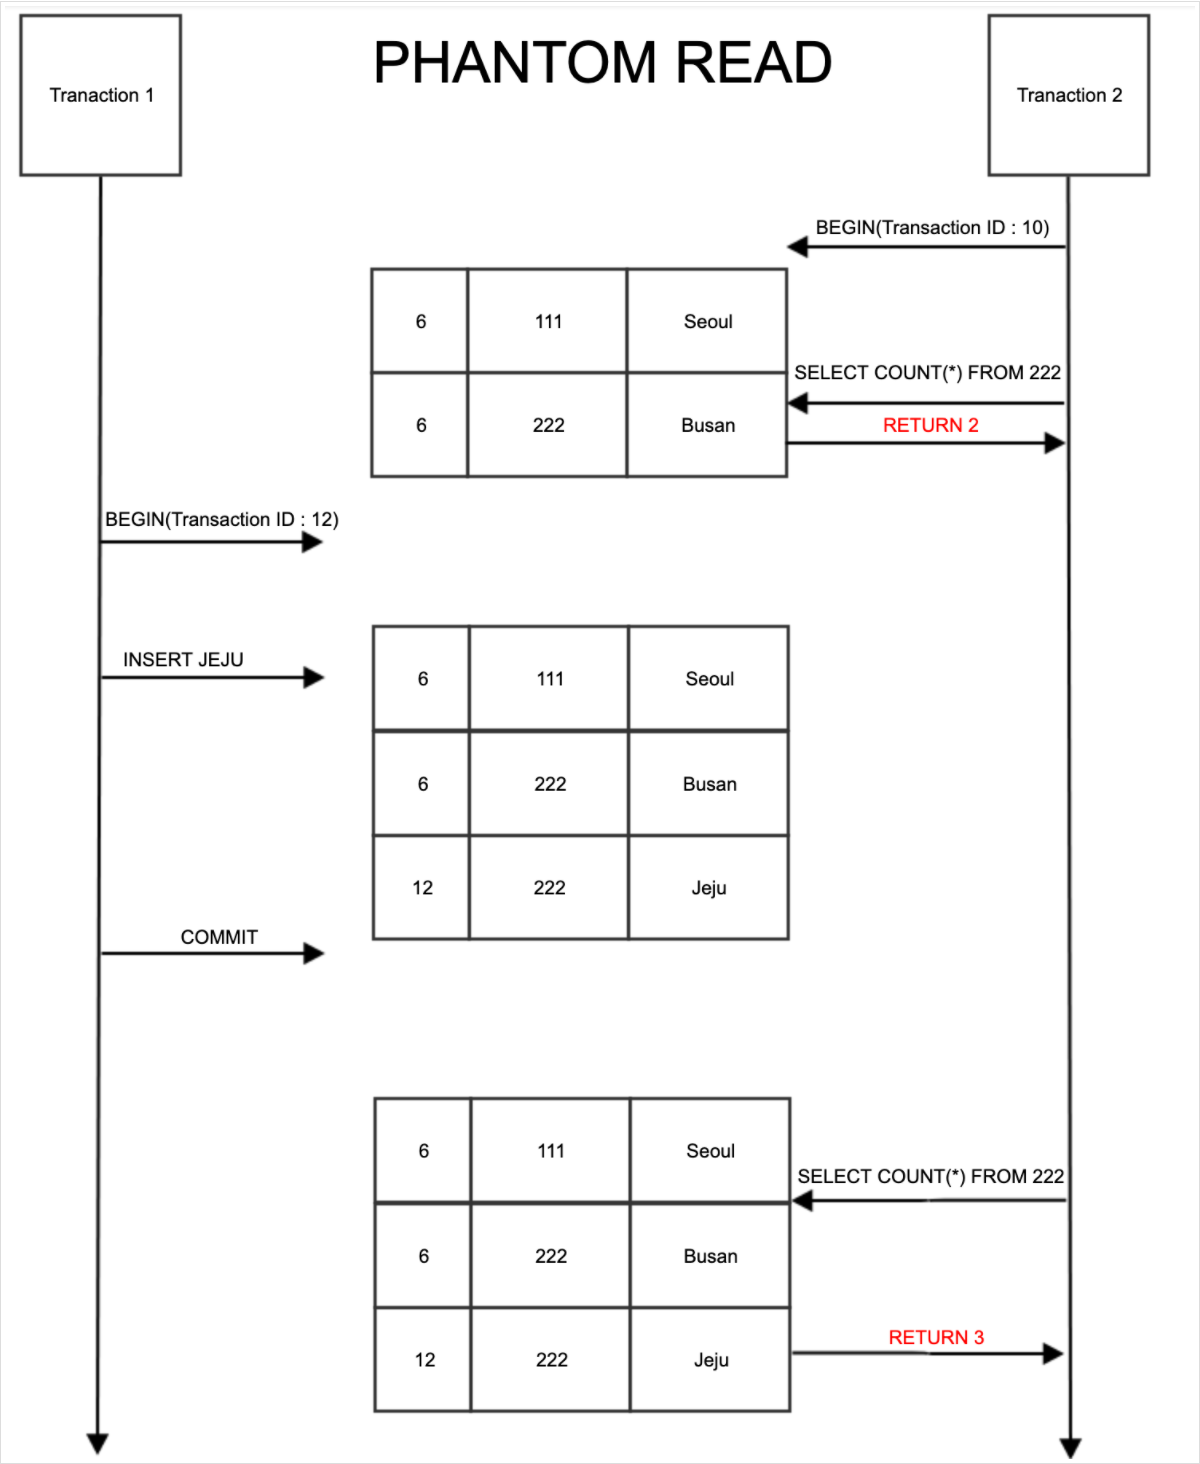 PHANTOM READ
Tranaction 1
Tranaction 2
BEGIN(Transaction ID : 10)
6 111 Seoul
SELECT COUNT(*) FROM 222
6 222 Busan
RETURN 2
BEGIN(Transaction ID : 12)
INSERT JEJU
6 111 Seoul
6 222 Busan
12 222 Jeju
COMMIT
6 111 Seoul
SELECT COUNT(*) FROM 222
6 222 Busan
RETURN 3
12 222 Jeju